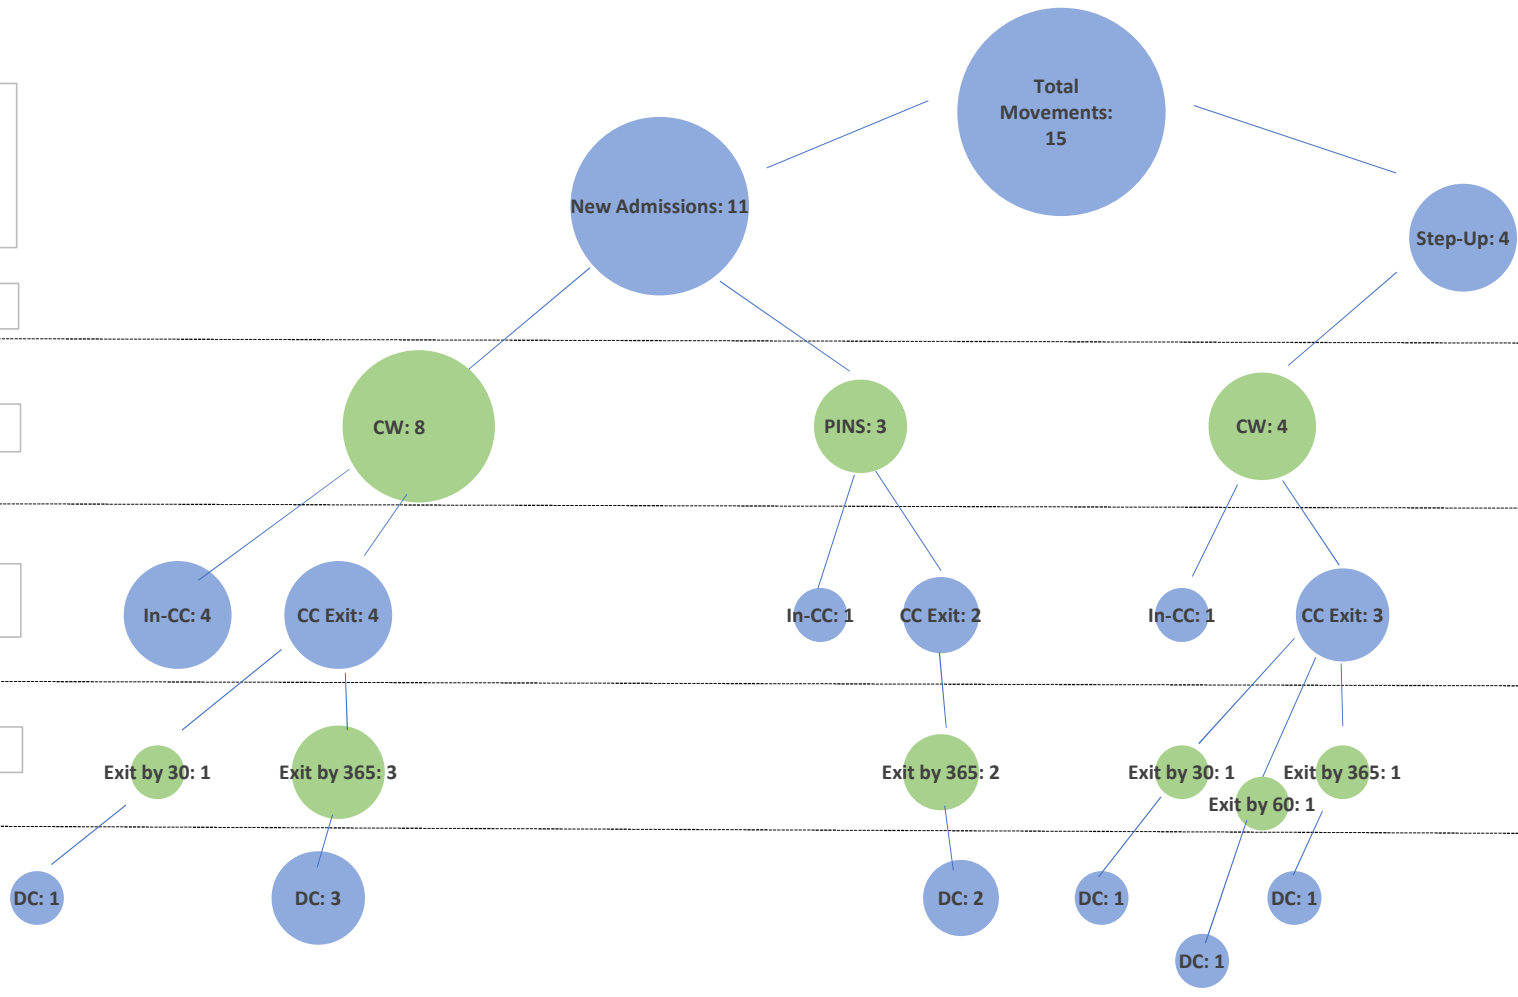 Total
Movements:
15
New Admissions: 11
Step-Up: 4
CW: 8
PINS: 3
CW: 4
In-CC: 4
CC Exit: 4
In-CC: 1
CC Exit: 2
In-CC: 1
CC Exit: 3
Exit by 30: 1
Exit by 365: 3
Exit by 365: 2
Exit by 30: 1
Exit by 365: 1
Exit by 60: 1
DC: 1
DC: 3
DC: 2
DC: 1
DC: 1
DC: 1